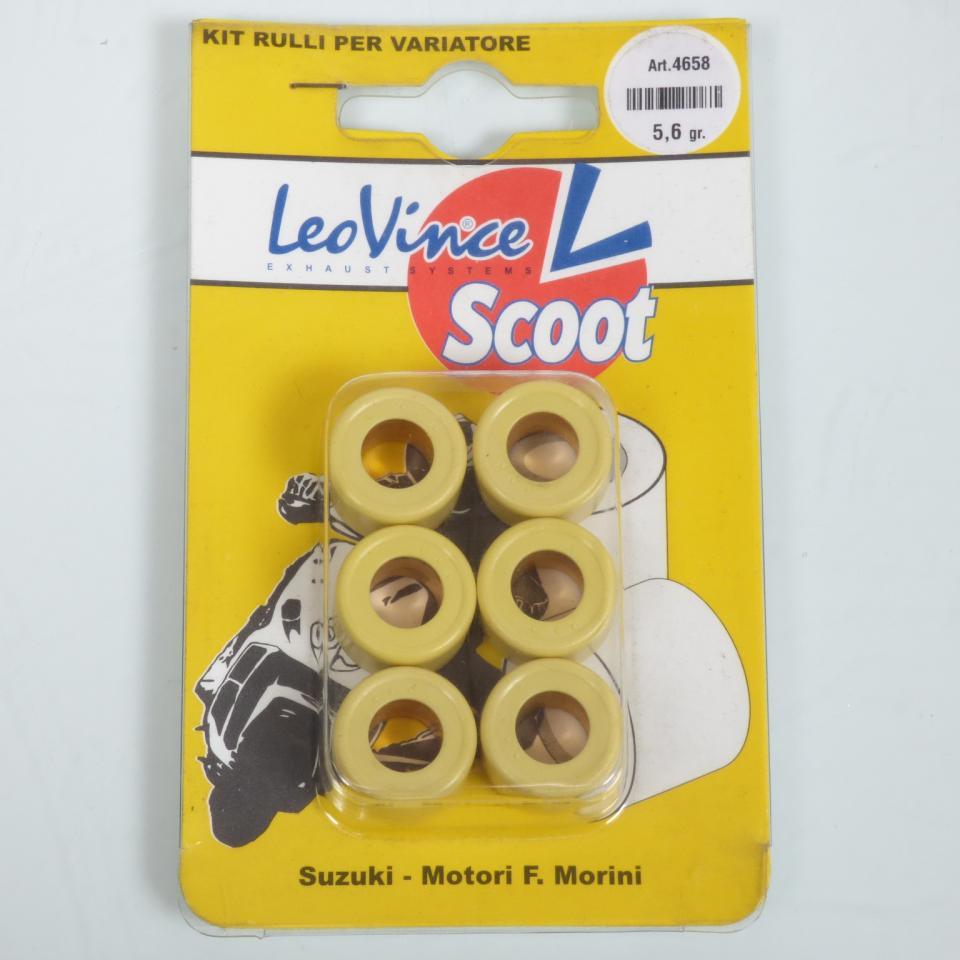 KIT RULLI PER VARIATORE
Art.4658
5,6 gr.
LeoVince®
EXHAUST SYSTEMS
L
Scoot
Suzuki - Motori F. Morini